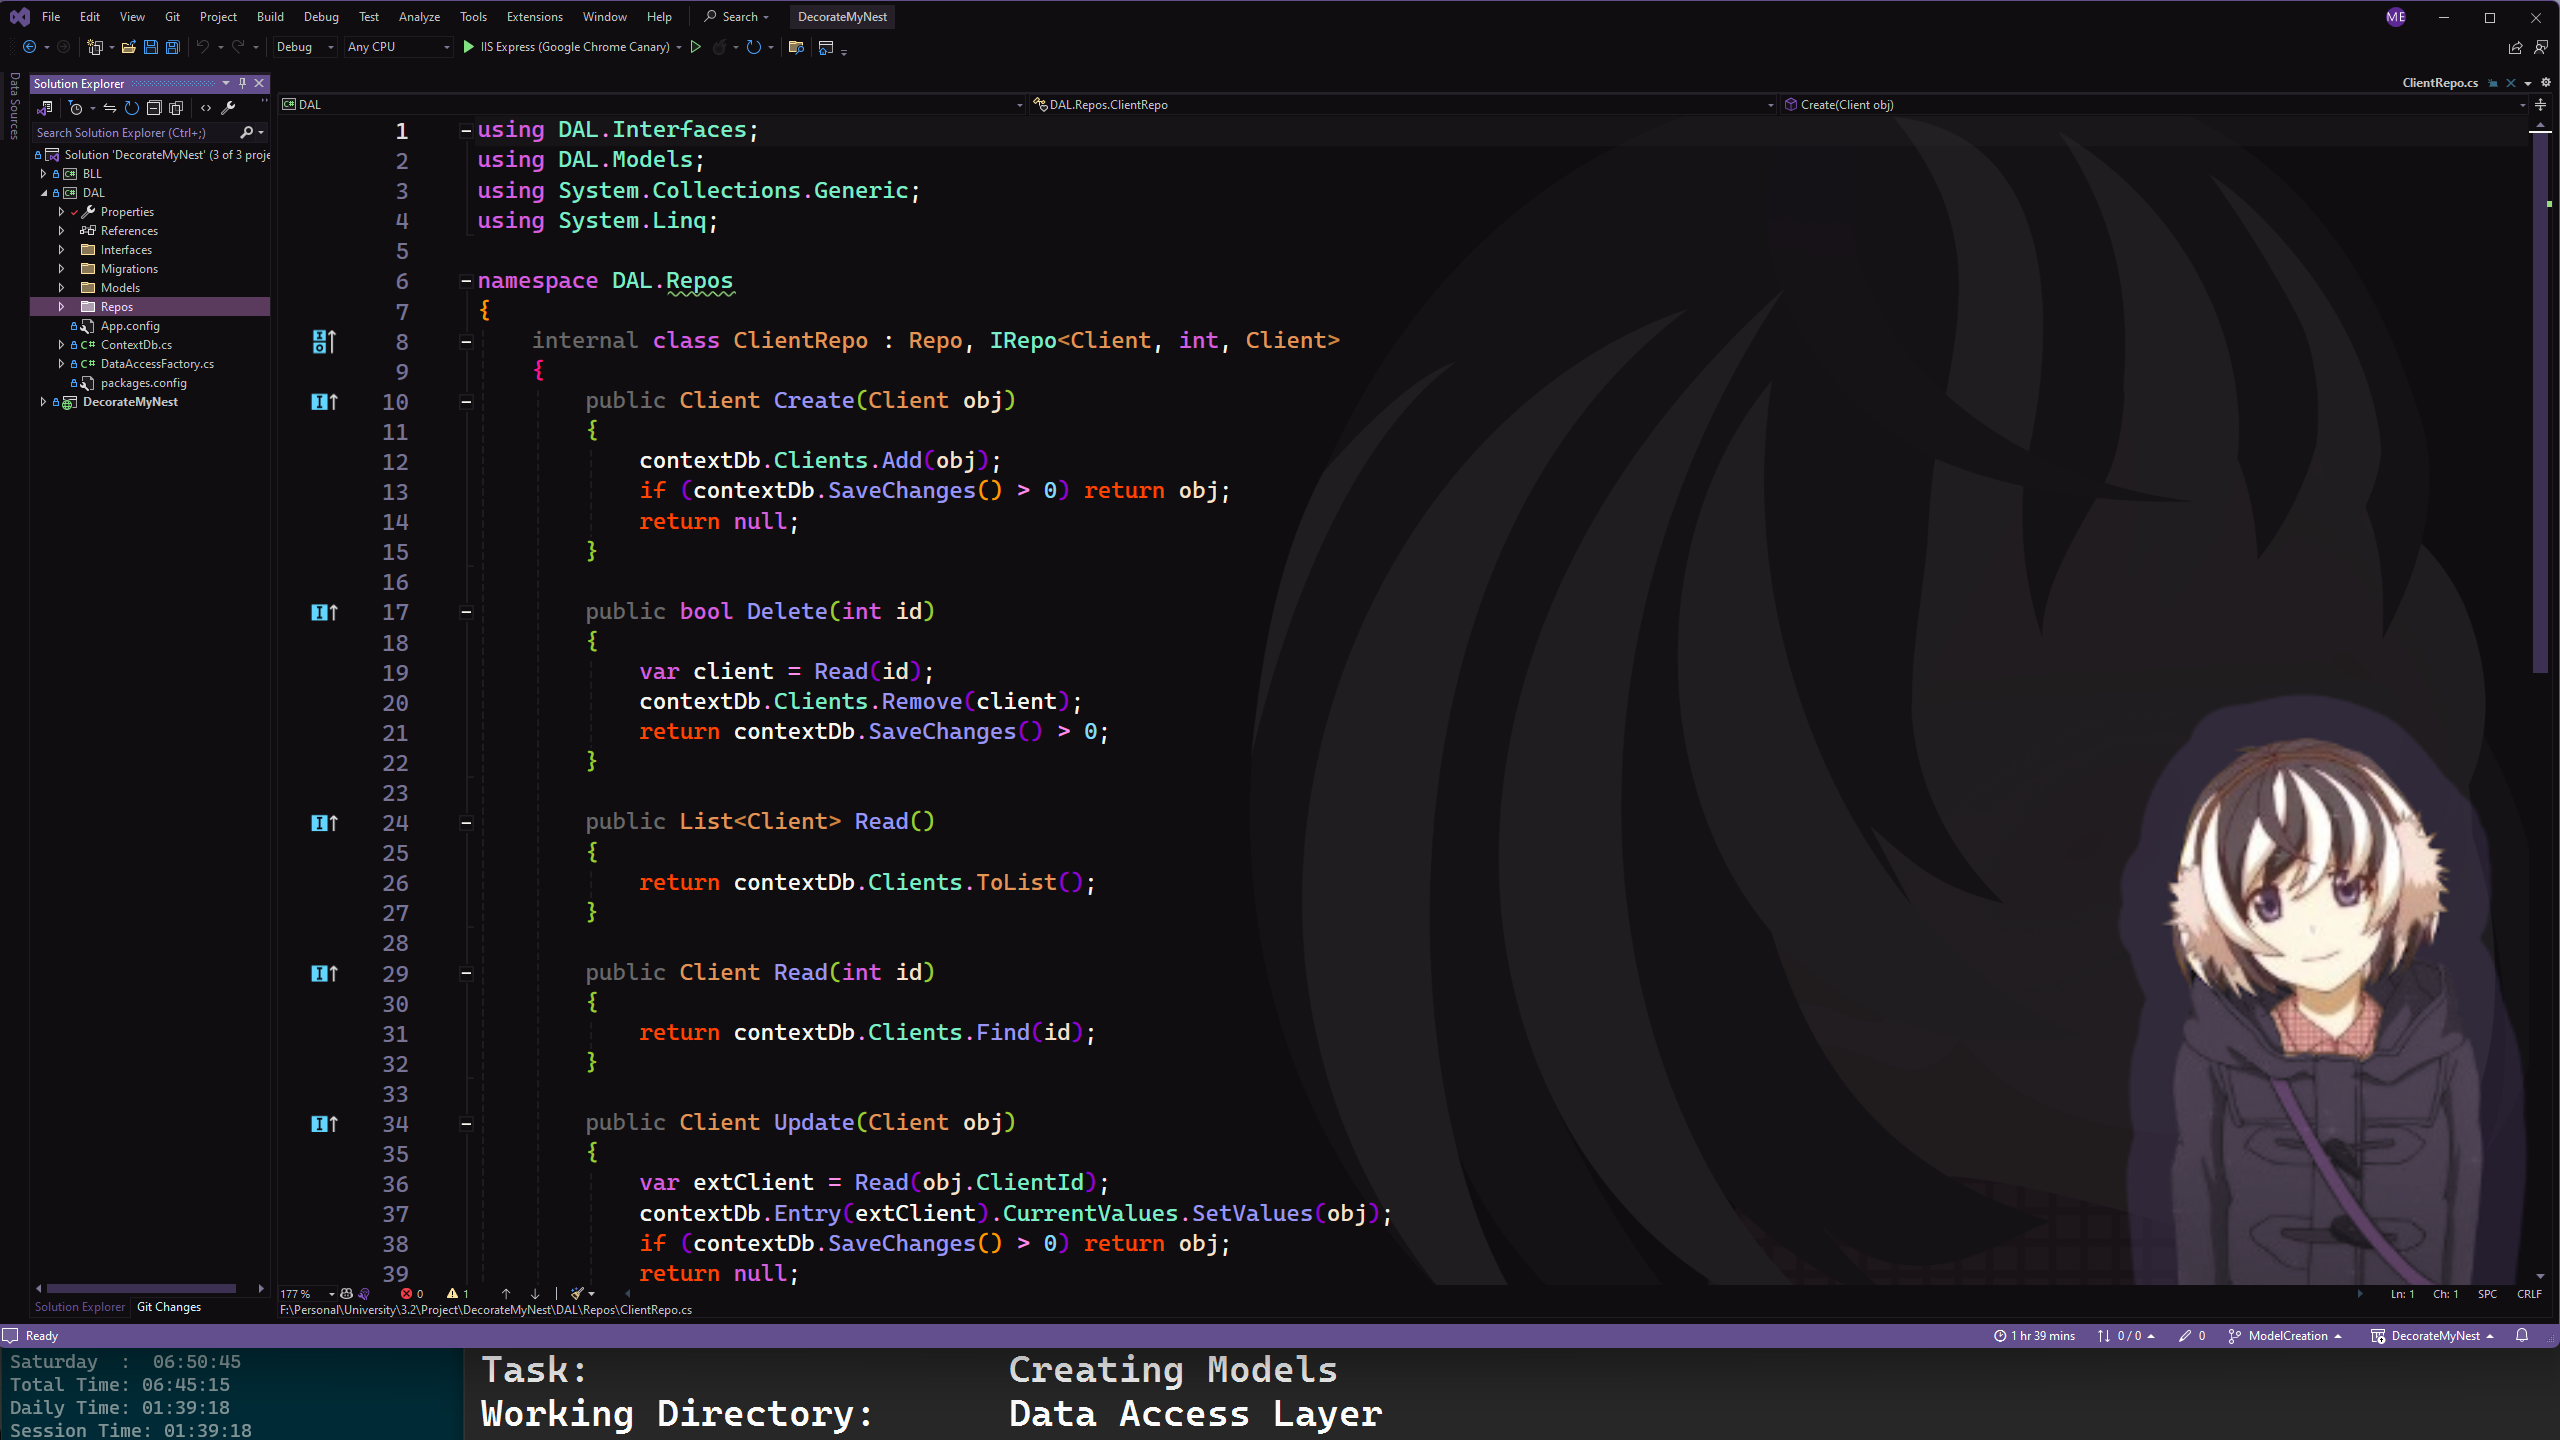 File Edit View Git Project Build Debug Test Analyze Tools Extensions Window Help Search DecorateMyNest ME
Debug Any CPU IIS Express (Google Chrome Canary)
Data Sources
Solution Explorer
Search Solution Explorer (Ctrl+;)
Solution 'DecorateMyNest' (3 of 3 proje
BLL
DAL
Properties
References
Interfaces
Migrations
Models
Repos
App.config
C# ContextDb.cs
C# DataAccessFactory.cs
packages.config
DecorateMyNest
Solution Explorer Git Changes
ClientRepo.cs
DAL DAL.Repos.ClientRepo Create(Client obj)
1 using DAL.Interfaces;
2 using DAL.Models;
3 using System.Collections.Generic;
4 using System.Linq;
5
6 namespace DAL.Repos
7 {
8 internal class ClientRepo : Repo, IRepo<Client, int, Client>
9 {
10 public Client Create(Client obj)
11 {
12 contextDb.Clients.Add(obj);
13 if (contextDb.SaveChanges() > 0) return obj;
14 return null;
15 }
16
17 public bool Delete(int id)
18 {
19 var client = Read(id);
20 contextDb.Clients.Remove(client);
21 return contextDb.SaveChanges() > 0;
22 }
23
24 public List<Client> Read()
25 {
26 return contextDb.Clients.ToList();
27 }
28
29 public Client Read(int id)
30 {
31 return contextDb.Clients.Find(id);
32 }
33
34 public Client Update(Client obj)
35 {
36 var extClient = Read(obj.ClientId);
37 contextDb.Entry(extClient).CurrentValues.SetValues(obj);
38 if (contextDb.SaveChanges() > 0) return obj;
39 return null;
177 % 0 1 Ln: 1 Ch: 1 SPC CRLF
F:\Personal\University\3.2\Project\DecorateMyNest\DAL\Repos\ClientRepo.cs
Ready 1 hr 39 mins 0 / 0 0 ModelCreation DecorateMyNest
Saturday : 06:50:45
Total Time: 06:45:15
Daily Time: 01:39:18
Session Time: 01:39:18
Task: Creating Models
Working Directory: Data Access Layer